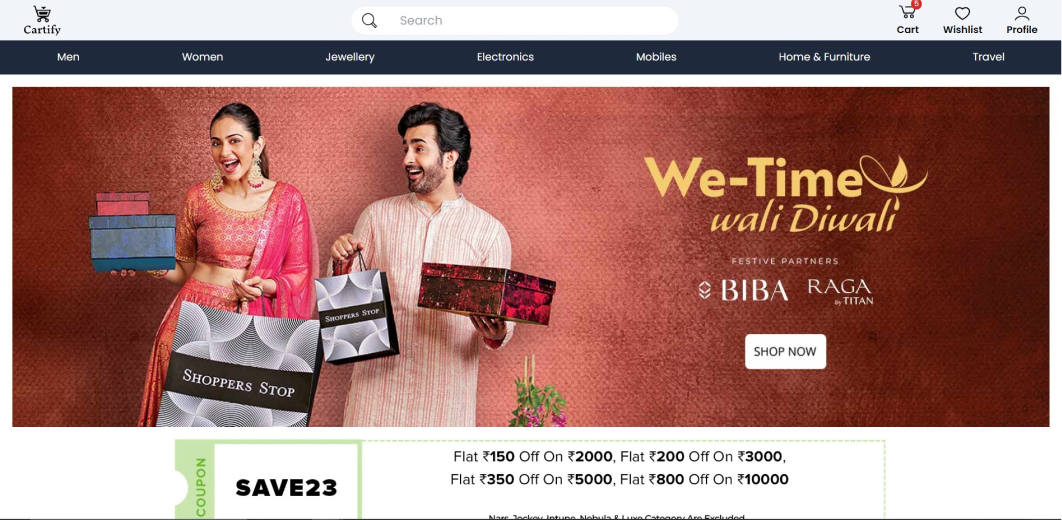 5
Cartify
Search
Cart
Wishlist
Profile
Men
Women
Jewellery
Electronics
Mobiles
Home & Furniture
Travel
We-Time
wali Diwali
FESTIVE PARTNERS
BIBA
RAGA
by TITAN
SHOP NOW
SHOPPERS STOP
SHOPPERS STOP
COUPON
SAVE23
Flat ₹150 Off On ₹2000, Flat ₹200 Off On ₹3000,
Flat ₹350 Off On ₹5000, Flat ₹800 Off On ₹10000
Nars, Jockey, Intune, Nebula & Luxe Category Are Excluded